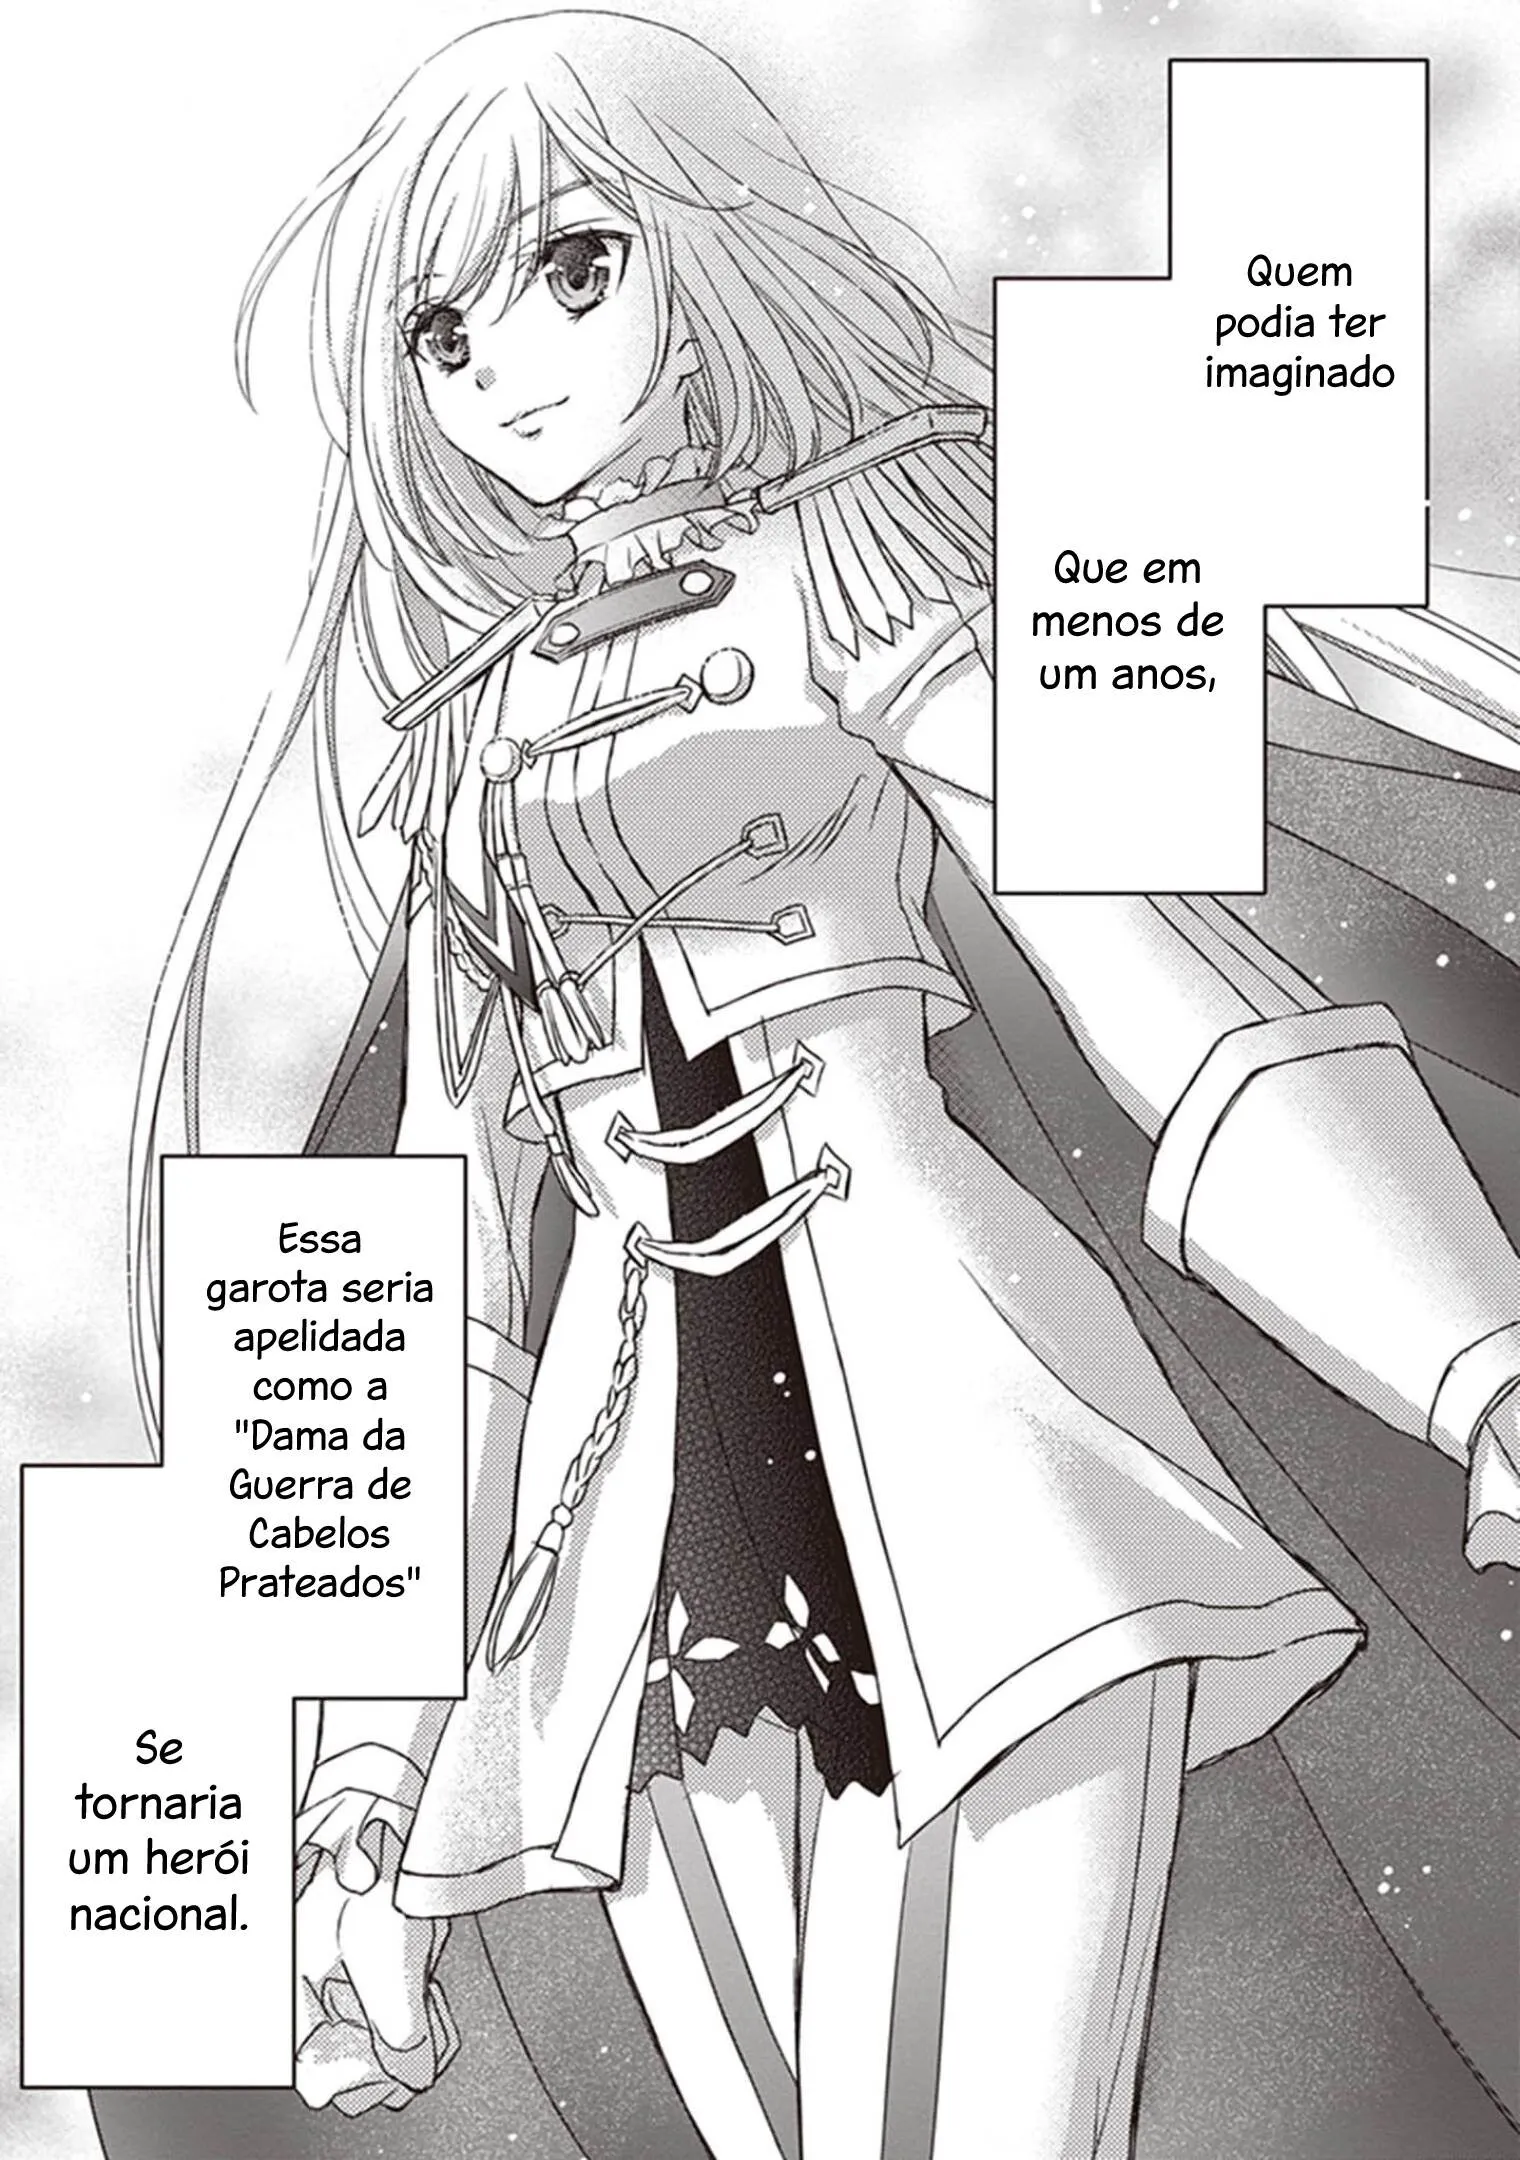 Quem
podia ter
imaginado
Que em
menos de
um anos,
Essa
garota seria
apelidada
como a
"Dama da
Guerra de
Cabelos
Prateados"
Se
tornaria
um herói
nacional.